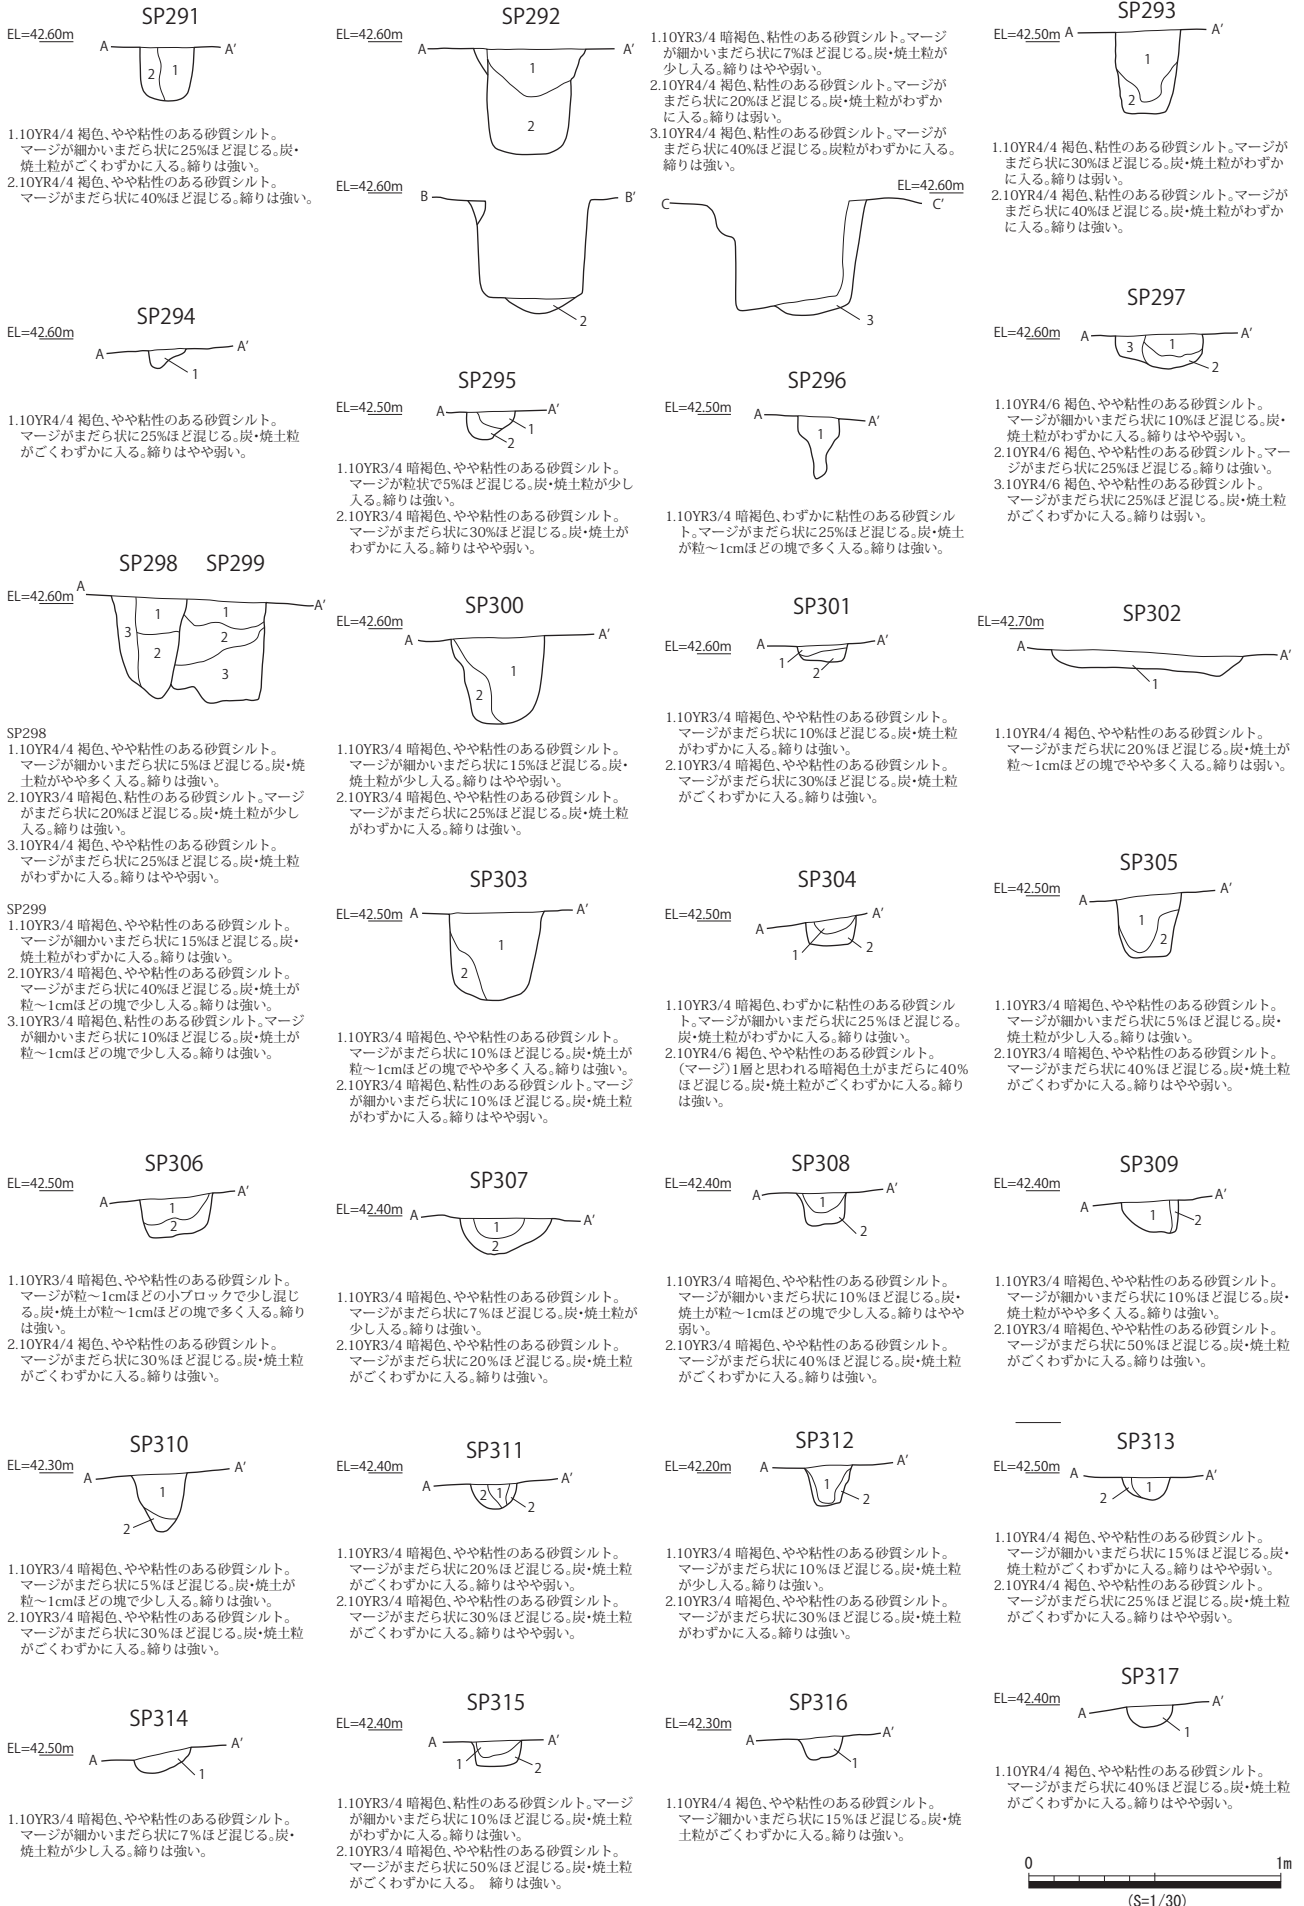 SP291
EL=42.60m
A
A′
2
1
1.10YR4/4 褐色、やや粘性のある砂質シルト。
マージが細かいまだら状に25%ほど混じる。炭・
焼土粒がごくわずかに入る。締りは強い。
2.10YR4/4 褐色、やや粘性のある砂質シルト。
マージがまだら状に40%ほど混じる。締りは強い。
SP292
EL=42.60m
A
A′
1
2
EL=42.60m
B
B′
2
EL=42.60m
C
C′
3
1.10YR3/4 暗褐色、粘性のある砂質シルト。マージ
が細かいまだら状に7%ほど混じる。炭・焼土粒が
少し入る。締りはやや弱い。
2.10YR4/4 褐色、粘性のある砂質シルト。マージが
まだら状に20%ほど混じる。炭・焼土粒がわずか
に入る。締りは弱い。
3.10YR4/4 褐色、粘性のある砂質シルト。マージが
まだら状に40%ほど混じる。炭粒がわずかに入る。
締りは強い。
SP293
EL=42.50m
A
A′
1
2
1.10YR4/4 褐色、粘性のある砂質シルト。マージが
まだら状に30%ほど混じる。炭・焼土粒がわずか
に入る。締りは弱い。
2.10YR4/4 褐色、粘性のある砂質シルト。マージが
まだら状に40%ほど混じる。炭・焼土粒がわずか
に入る。締りは強い。
SP294
EL=42.60m
A
A′
1
1.10YR4/4 褐色、やや粘性のある砂質シルト。
マージがまだら状に25%ほど混じる。炭・焼土粒
がごくわずかに入る。締りはやや弱い。
SP295
EL=42.50m
A
A′
1
2
1.10YR3/4 暗褐色、やや粘性のある砂質シルト。
マージが粒状で5%ほど混じる。炭・焼土粒が少し
入る。締りは強い。
2.10YR3/4 暗褐色、やや粘性のある砂質シルト。
マージがまだら状に30%ほど混じる。炭・焼土が
わずかに入る。締りはやや弱い。
SP296
EL=42.50m
A
A′
1
1.10YR3/4 暗褐色、わずかに粘性のある砂質シル
ト。マージがまだら状に25%ほど混じる。炭・焼土
が粒～1cmほどの塊で多く入る。締りは強い。
SP297
EL=42.60m
A
A′
3
1
2
1.10YR4/6 褐色、やや粘性のある砂質シルト。
マージが細かいまだら状に10%ほど混じる。炭・
焼土粒がわずかに入る。締りはやや弱い。
2.10YR4/6 褐色、やや粘性のある砂質シルト。マー
ジがまだら状に25%ほど混じる。締りは強い。
3.10YR4/6 褐色、やや粘性のある砂質シルト。
マージがまだら状に25%ほど混じる。炭・焼土粒
がごくわずかに入る。締りは弱い。
SP298 SP299
EL=42.60m
A
A′
1
3
2
1
2
3
SP298
1.10YR4/4 褐色、やや粘性のある砂質シルト。
マージが細かいまだら状に5%ほど混じる。炭・焼
土粒がやや多く入る。締りは強い。
2.10YR3/4 暗褐色、粘性のある砂質シルト。マージ
がまだら状に20%ほど混じる。炭・焼土粒が少し
入る。締りは強い。
3.10YR4/4 褐色、やや粘性のある砂質シルト。
マージがまだら状に25%ほど混じる。炭・焼土粒
がわずかに入る。締りはやや弱い。
SP299
1.10YR3/4 暗褐色、やや粘性のある砂質シルト。
マージが細かいまだら状に15%ほど混じる。炭・
焼土粒がわずかに入る。締りは強い。
2.10YR3/4 暗褐色、やや粘性のある砂質シルト。
マージがまだら状に40%ほど混じる。炭・焼土が
粒～1cmほどの塊で少し入る。締りは強い。
3.10YR3/4 暗褐色、粘性のある砂質シルト。マージ
が細かいまだら状に10%ほど混じる。炭・焼土が
粒～1cmほどの塊で少し入る。締りは強い。
SP300
EL=42.60m
A
A′
1
2
1.10YR3/4 暗褐色、やや粘性のある砂質シルト。
マージが細かいまだら状に15%ほど混じる。炭・
焼土粒が少し入る。締りはやや弱い。
2.10YR3/4 暗褐色、やや粘性のある砂質シルト。
マージがまだら状に25%ほど混じる。炭・焼土粒
がわずかに入る。締りは強い。
SP301
EL=42.60m
A
A′
1
2
1.10YR3/4 暗褐色、やや粘性のある砂質シルト。
マージがまだら状に10%ほど混じる。炭・焼土粒
がわずかに入る。締りは強い。
2.10YR3/4 暗褐色、やや粘性のある砂質シルト。
マージがまだら状に30%ほど混じる。炭・焼土粒
がごくわずかに入る。締りは強い。
SP302
EL=42.70m
A
A′
1
1.10YR4/4 褐色、やや粘性のある砂質シルト。
マージがまだら状に20%ほど混じる。炭・焼土が
粒～1cmほどの塊でやや多く入る。締りは弱い。
SP303
EL=42.50m
A
A′
1
2
1.10YR3/4 暗褐色、やや粘性のある砂質シルト。
マージがまだら状に10%ほど混じる。炭・焼土が
粒～1cmほどの塊でやや多く入る。締りは強い。
2.10YR3/4 暗褐色、粘性のある砂質シルト。マージ
が細かいまだら状に10%ほど混じる。炭・焼土粒
がわずかに入る。締りはやや弱い。
SP304
EL=42.50m
A
A′
1
2
1.10YR3/4 暗褐色、わずかに粘性のある砂質シル
ト。マージが細かいまだら状に25%ほど混じる。
炭・焼土粒がわずかに入る。締りは強い。
2.10YR4/6 褐色、やや粘性のある砂質シルト。
(マージ)1層と思われる暗褐色土がまだらに40%
ほど混じる。炭・焼土粒がごくわずかに入る。締り
は強い。
SP305
EL=42.50m
A
A′
1
2
1.10YR3/4 暗褐色、やや粘性のある砂質シルト。
マージが細かいまだら状に5%ほど混じる。炭・
焼土粒が少し入る。締りは強い。
2.10YR3/4 暗褐色、やや粘性のある砂質シルト。
マージがまだら状に40%ほど混じる。炭・焼土粒
がごくわずかに入る。締りはやや弱い。
SP306
EL=42.50m
A
A′
1
2
1.10YR3/4 暗褐色、やや粘性のある砂質シルト。
マージが粒～1cmほどの小ブロックで少し混じ
る。炭・焼土が粒～1cmほどの塊で多く入る。締り
は強い。
2.10YR4/4 褐色、やや粘性のある砂質シルト。
マージがまだら状に30%ほど混じる。炭・焼土粒
がごくわずかに入る。締りは強い。
SP307
EL=42.40m
A
A′
1
2
1.10YR3/4 暗褐色、やや粘性のある砂質シルト。
マージがまだら状に7%ほど混じる。炭・焼土粒が
少し入る。締りは強い。
2.10YR3/4 暗褐色、やや粘性のある砂質シルト。
マージがまだら状に20%ほど混じる。炭・焼土粒
がごくわずかに入る。締りは強い。
SP308
EL=42.40m
A
A′
1
2
1.10YR3/4 暗褐色、やや粘性のある砂質シルト。
マージが細かいまだら状に10%ほど混じる。炭・
焼土が粒～1cmほどの塊で少し入る。締りはやや
弱い。
2.10YR3/4 暗褐色、やや粘性のある砂質シルト。
マージがまだら状に40%ほど混じる。炭・焼土粒
がごくわずかに入る。締りは強い。
SP309
EL=42.40m
A
A′
1
2
1.10YR3/4 暗褐色、やや粘性のある砂質シルト。
マージが細かいまだら状に10%ほど混じる。炭・
焼土粒がやや多く入る。締りは強い。
2.10YR3/4 暗褐色、やや粘性のある砂質シルト。
マージがまだら状に50%ほど混じる。炭・焼土粒
がごくわずかに入る。締りは強い。
SP310
EL=42.30m
A
A′
1
2
1.10YR3/4 暗褐色、やや粘性のある砂質シルト。
マージがまだら状に5%ほど混じる。炭・焼土が
粒～1cmほどの塊で少し入る。締りは強い。
2.10YR3/4 暗褐色、やや粘性のある砂質シルト。
マージがまだら状に30%ほど混じる。炭・焼土粒
がごくわずかに入る。締りは強い。
SP311
EL=42.40m
A
A′
2
1
2
1.10YR3/4 暗褐色、やや粘性のある砂質シルト。
マージがまだら状に20%ほど混じる。炭・焼土粒
がごくわずかに入る。締りはやや弱い。
2.10YR3/4 暗褐色、やや粘性のある砂質シルト。
マージがまだら状に30%ほど混じる。炭・焼土粒
がごくわずかに入る。締りはやや弱い。
SP312
EL=42.20m
A
A′
1
2
1.10YR3/4 暗褐色、やや粘性のある砂質シルト。
マージがまだら状に10%ほど混じる。炭・焼土粒
が少し入る。締りは強い。
2.10YR3/4 暗褐色、やや粘性のある砂質シルト。
マージがまだら状に30%ほど混じる。炭・焼土粒
がわずかに入る。締りは強い。
SP313
EL=42.50m
A
A′
2
1
1.10YR4/4 褐色、やや粘性のある砂質シルト。
マージが細かいまだら状に15%ほど混じる。炭・
焼土粒がごくわずかに入る。締りはやや弱い。
2.10YR4/4 褐色、やや粘性のある砂質シルト。
マージがまだら状に25%ほど混じる。炭・焼土粒
がごくわずかに入る。締りはやや弱い。
SP314
EL=42.50m
A
A′
1
1.10YR3/4 暗褐色、やや粘性のある砂質シルト。
マージが細かいまだら状に7%ほど混じる。炭・
焼土粒が少し入る。締りは強い。
SP315
EL=42.40m
A
A′
1
2
1.10YR3/4 暗褐色、粘性のある砂質シルト。マージ
が細かいまだら状に10%ほど混じる。炭・焼土粒
がわずかに入る。締りは強い。
2.10YR3/4 暗褐色、やや粘性のある砂質シルト。
マージがまだら状に50%ほど混じる。炭・焼土粒
がごくわずかに入る。 締りは強い。
SP316
EL=42.30m
A
A′
1
1.10YR4/4 褐色、やや粘性のある砂質シルト。
マージ細かいまだら状に15%ほど混じる。炭・焼
土粒がごくわずかに入る。締りは強い。
SP317
EL=42.40m
A
A′
1
1.10YR4/4 褐色、やや粘性のある砂質シルト。
マージがまだら状に40%ほど混じる。炭・焼土粒
がごくわずかに入る。締りはやや弱い。
0 1m
(S=1/30)